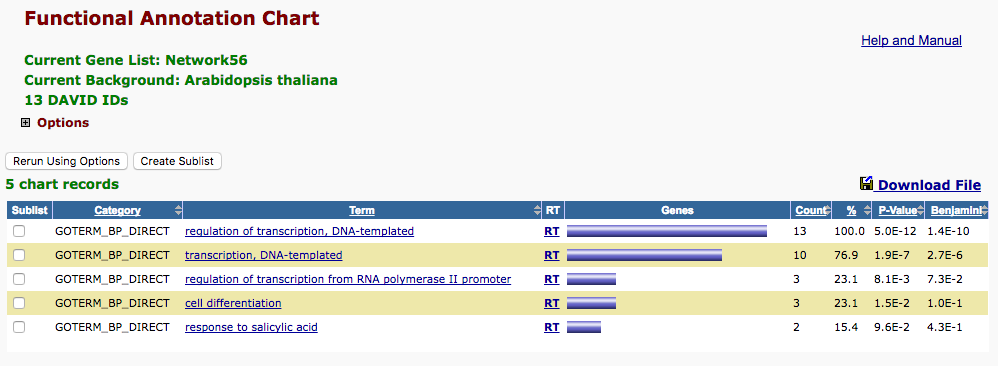 Functional Annotation Chart
Help and Manual
Current Gene List: Network56
Current Background: Arabidopsis thaliana
13 DAVID IDs
Options
Rerun Using Options Create Sublist
5 chart records Download File
Sublist Category Term RT Genes Count % P-Value Benjamini
GOTERM_BP_DIRECT regulation of transcription, DNA-templated RT 13 100.0 5.0E-12 1.4E-10
GOTERM_BP_DIRECT transcription, DNA-templated RT 10 76.9 1.9E-7 2.7E-6
GOTERM_BP_DIRECT regulation of transcription from RNA polymerase II promoter RT 3 23.1 8.1E-3 7.3E-2
GOTERM_BP_DIRECT cell differentiation RT 3 23.1 1.5E-2 1.0E-1
GOTERM_BP_DIRECT response to salicylic acid RT 2 15.4 9.6E-2 4.3E-1